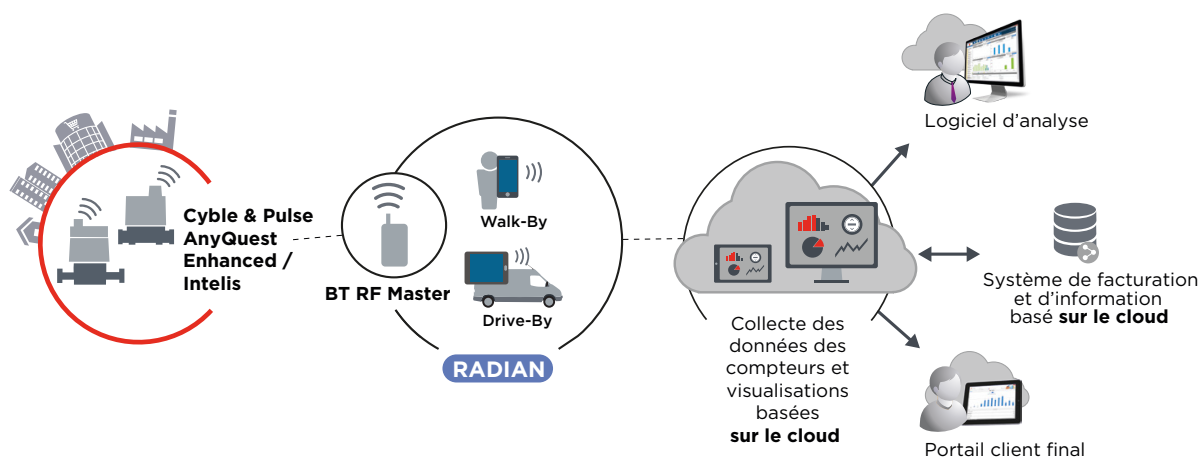 Cyble & Pulse
AnyQuest
Enhanced /
Intelis
BT RF Master
Walk-By
Drive-By
RADIAN
Collecte des
données des
compteurs et
visualisations
basées
sur le cloud
Logiciel d'analyse
Système de facturation
et d'information
basé sur le cloud
Portail client final